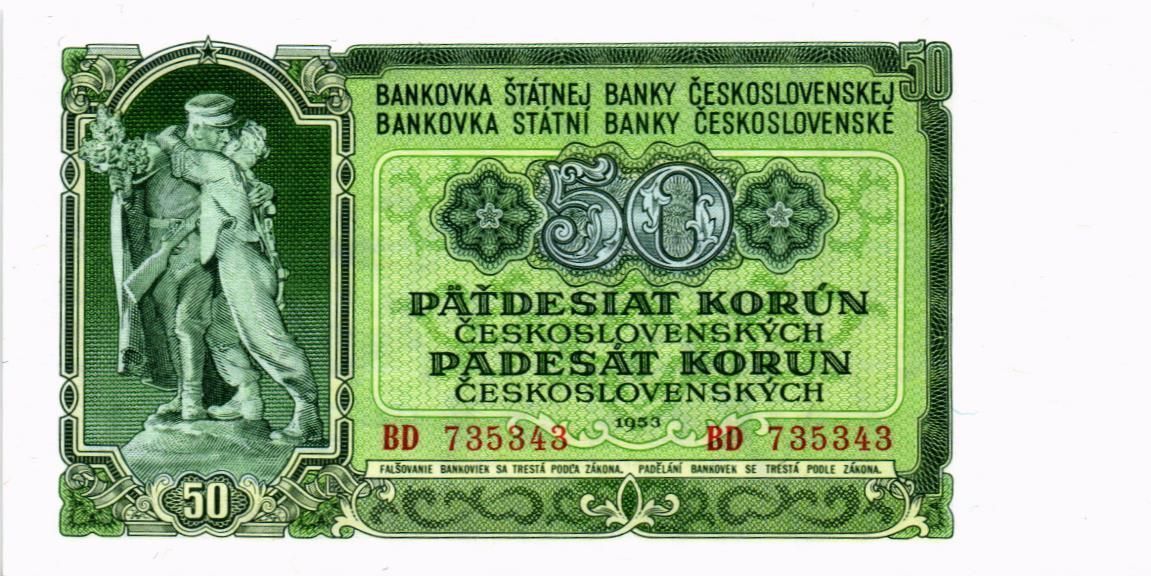 50
BANKOVKA ŠTÁTNEJ BANKY ČESKOSLOVENSKEJ
BANKOVKA STÁTNÍ BANKY ČESKOSLOVENSKÉ
50
PÄŤDESIAT KORÚN
ČESKOSLOVENSKÝCH
PADESÁT KORUN
ČESKOSLOVENSKÝCH
1953
BD 735343 BD 735343
FALŠOVANIE BANKOVIEK SA TRESTÁ PODĽA ZÁKONA. PADĚLÁNÍ BANKOVEK SE TRESTÁ PODLE ZÁKONA.
50